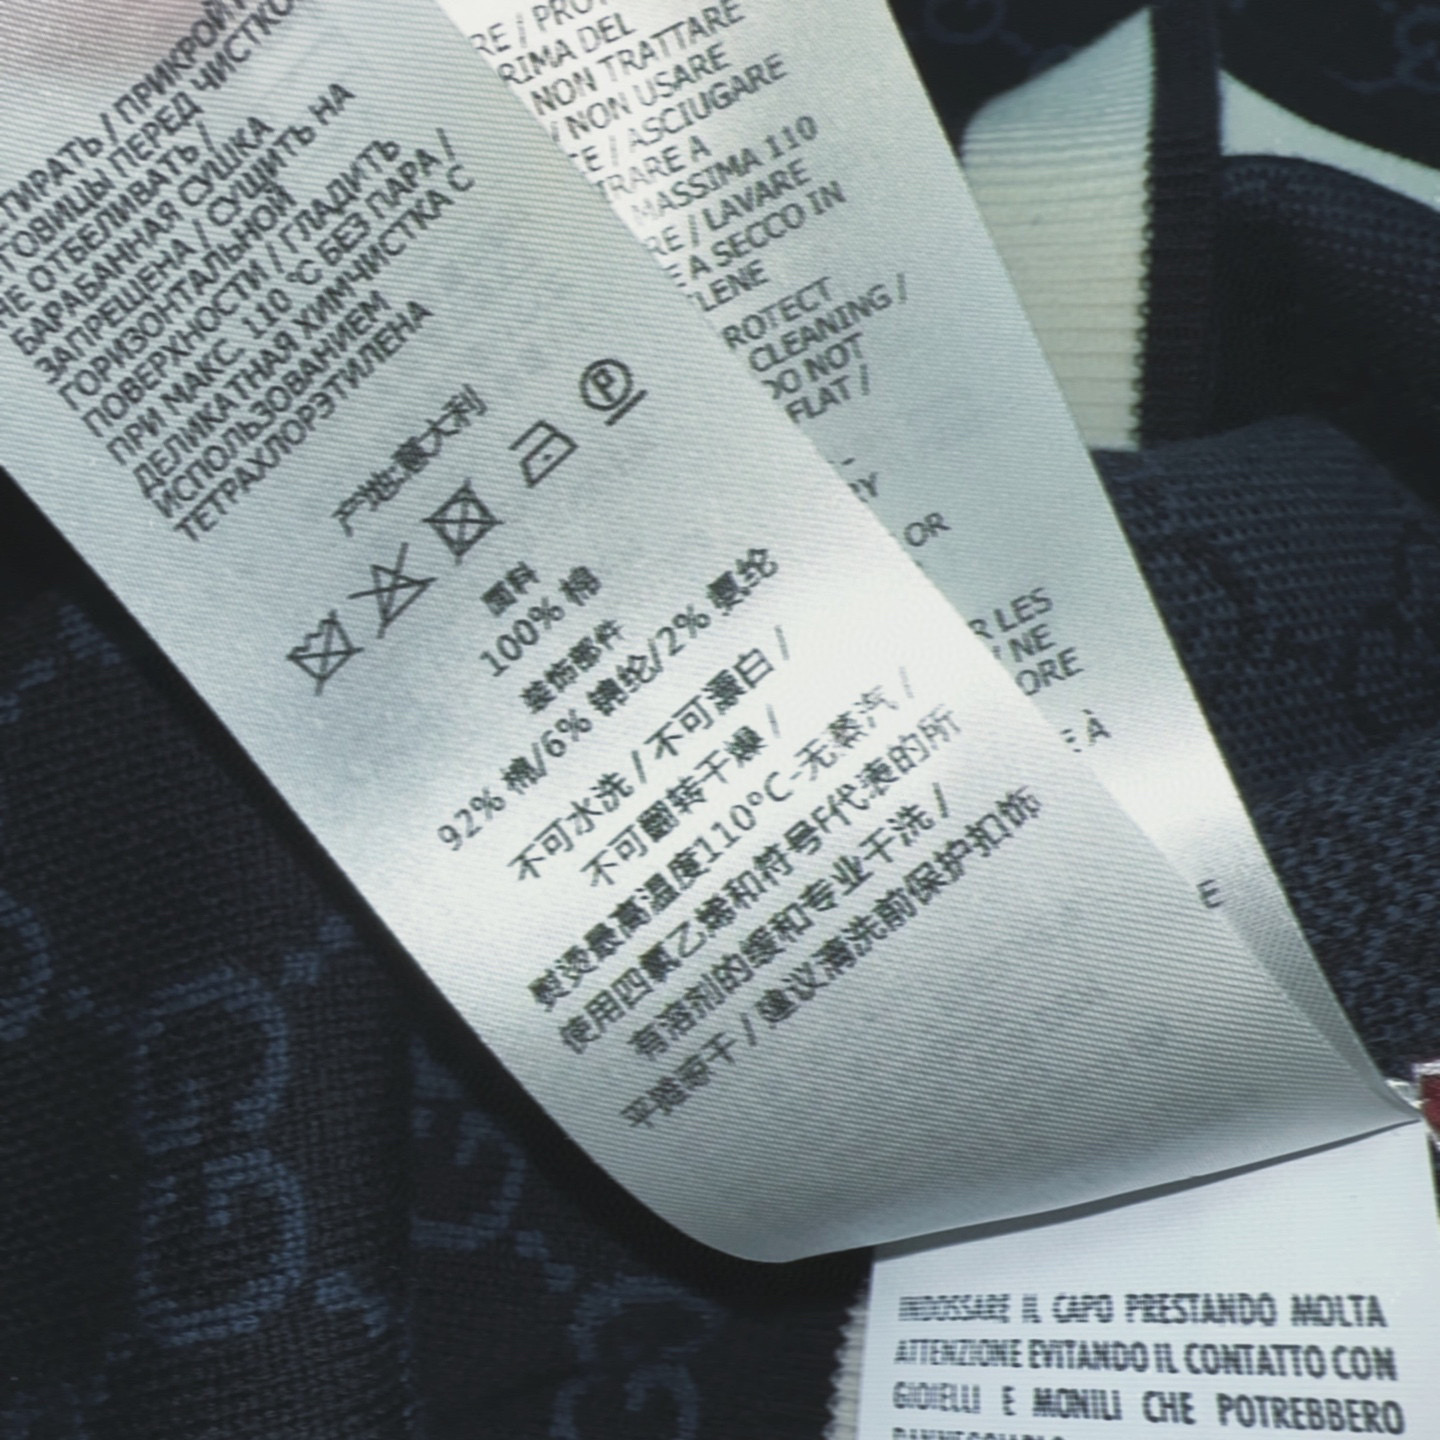 СТИРАТЬ / ПРИКРОЙТЕ
ПУГОВИЦЫ ПЕРЕД ЧИСТКОЙ
НЕ ОТБЕЛИВАТЬ /
БАРАБАННАЯ СУШКА
ЗАПРЕЩЕНА / СУШИТЬ НА
ГОРИЗОНТАЛЬНОЙ
ПОВЕРХНОСТИ / ГЛАДИТЬ
ПРИ МАКС. 110 °C БЕЗ ПАРА /
ДЕЛИКАТНАЯ ХИМЧИСТКА С
ИСПОЛЬЗОВАНИЕМ
ТЕТРАХЛОРЭТИЛЕНА
产地:意大利
P
面料
100% 棉
装饰部件
92% 棉/6% 锦纶/2% 氨纶
不可水洗 / 不可漂白 /
不可翻转干燥 /
熨烫最高温度110°C-无蒸汽 /
使用四氯乙烯和符号F代表的所
有溶剂的缓和专业干洗 /
平摊晾干 / 建议清洗前保护扣饰
RIMA DEL
NON TRATTARE
/ NON USARE
/ ASCIUGARE
A
MASSIMA 110
RE / LAVARE
A SECCO IN
LENE
PROTECT
CLEANING /
DO NOT
FLAT /
OR
LES
/ NE
À
INDOSSARE IL CAPO PRESTANDO MOLTA
ATTENZIONE EVITANDO IL CONTATTO CON
GIOIELLI E MONILI CHE POTREBBERO